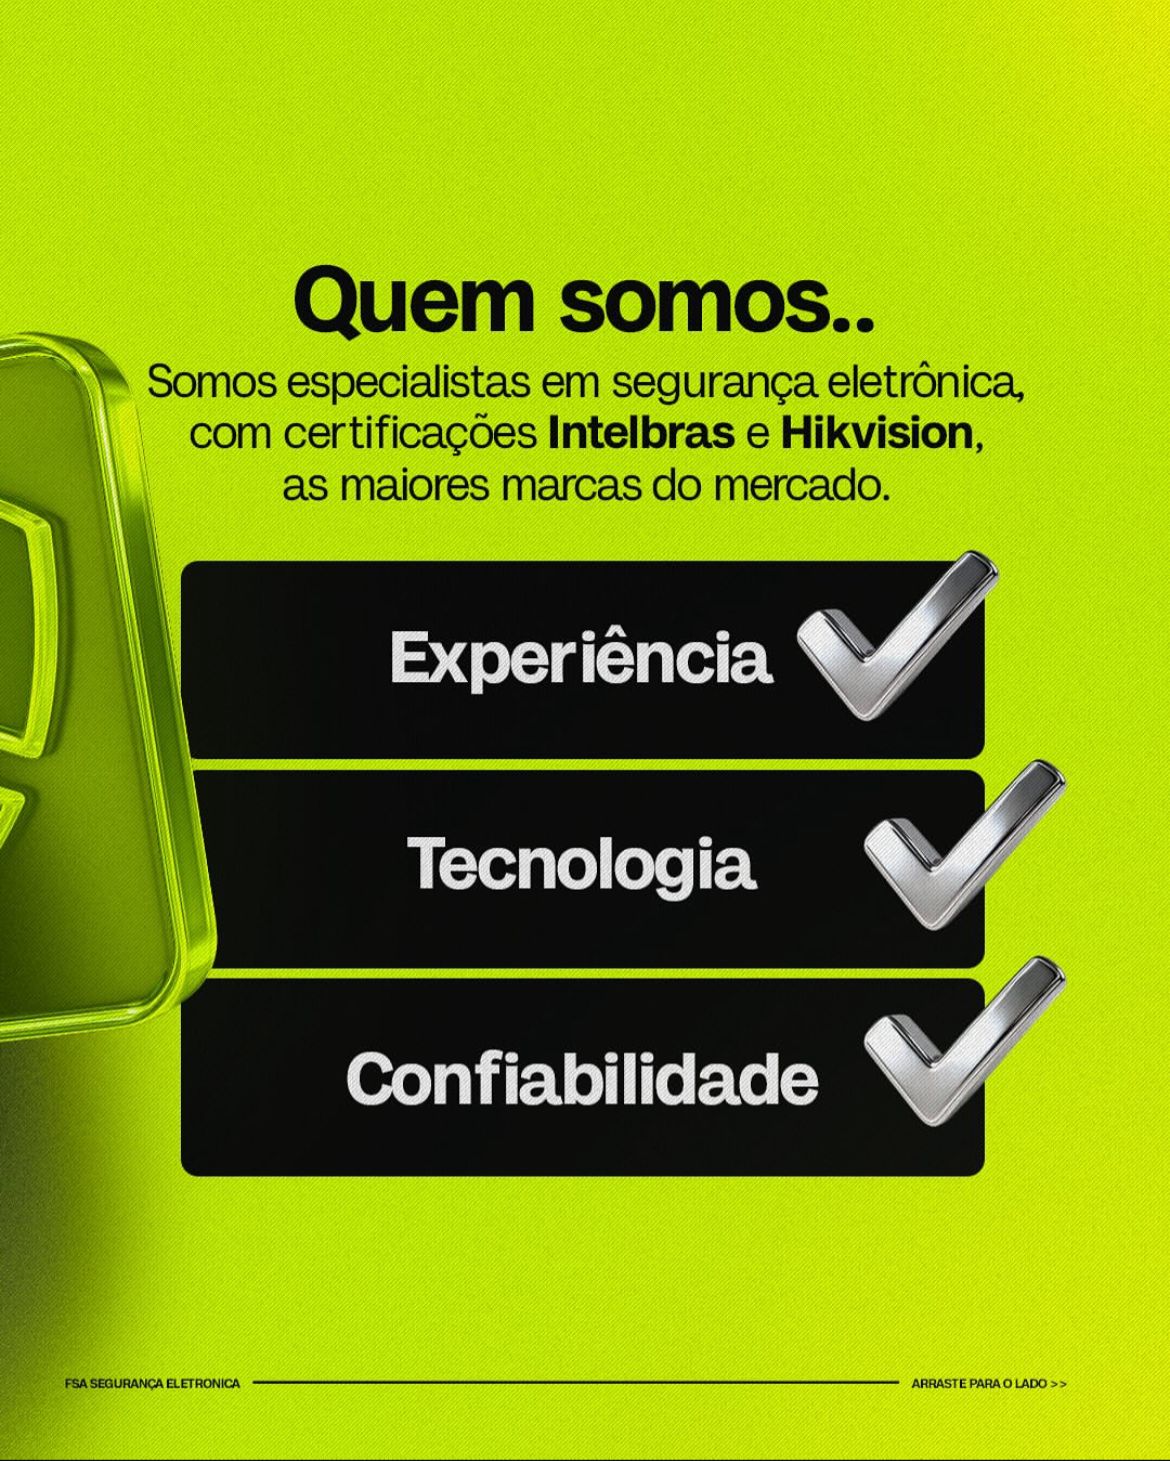 Quem somos..
Somos especialistas em segurança eletrônica,
com certificações Intelbras e Hikvision,
as maiores marcas do mercado.
Experiência
Tecnologia
Confiabilidade
FSA SEGURANÇA ELETRONICA
ARRASTE PARA O LADO >>